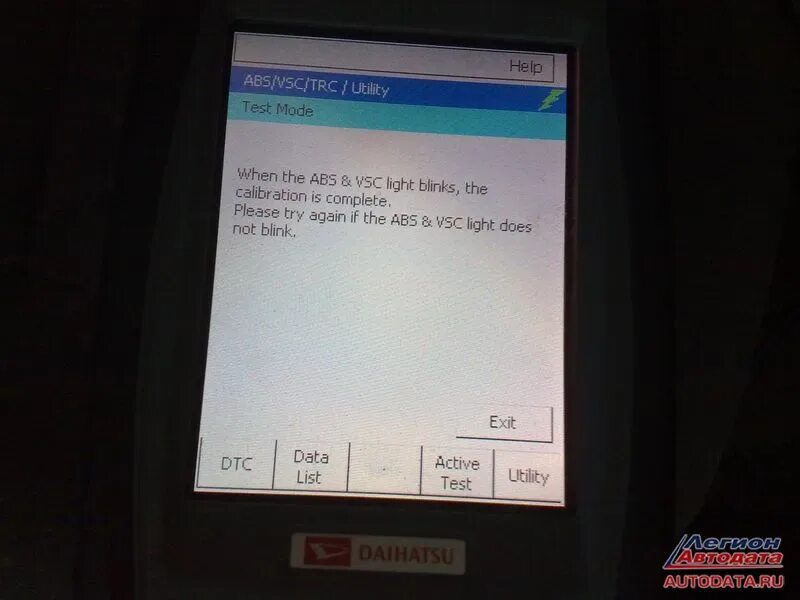 Help
ABS/VSC/TRC / Utility
Test Mode
When the ABS & VSC light blinks, the
calibration is complete.
Please try again if the ABS & VSC light does
not blink.
Exit
DTC
Data
List
Active
Test
Utility
DAIHATSU
Легион
Автодата
AUTODATA.RU